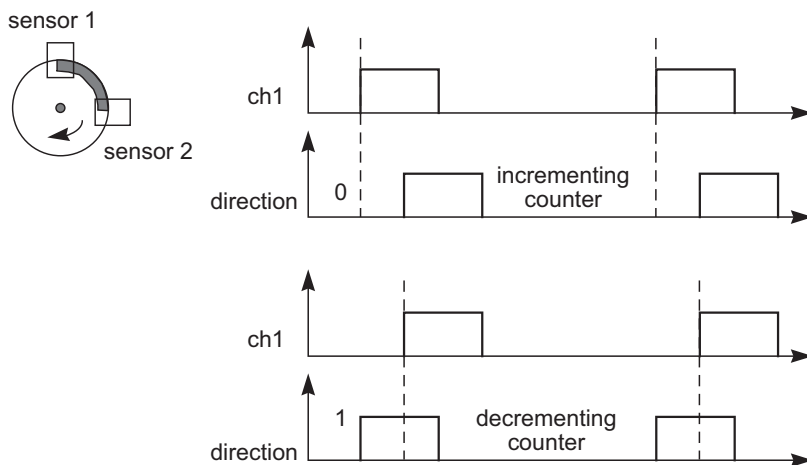 sensor 1
sensor 2
ch1
direction
0
incrementing
counter
ch1
direction
1
decrementing
counter